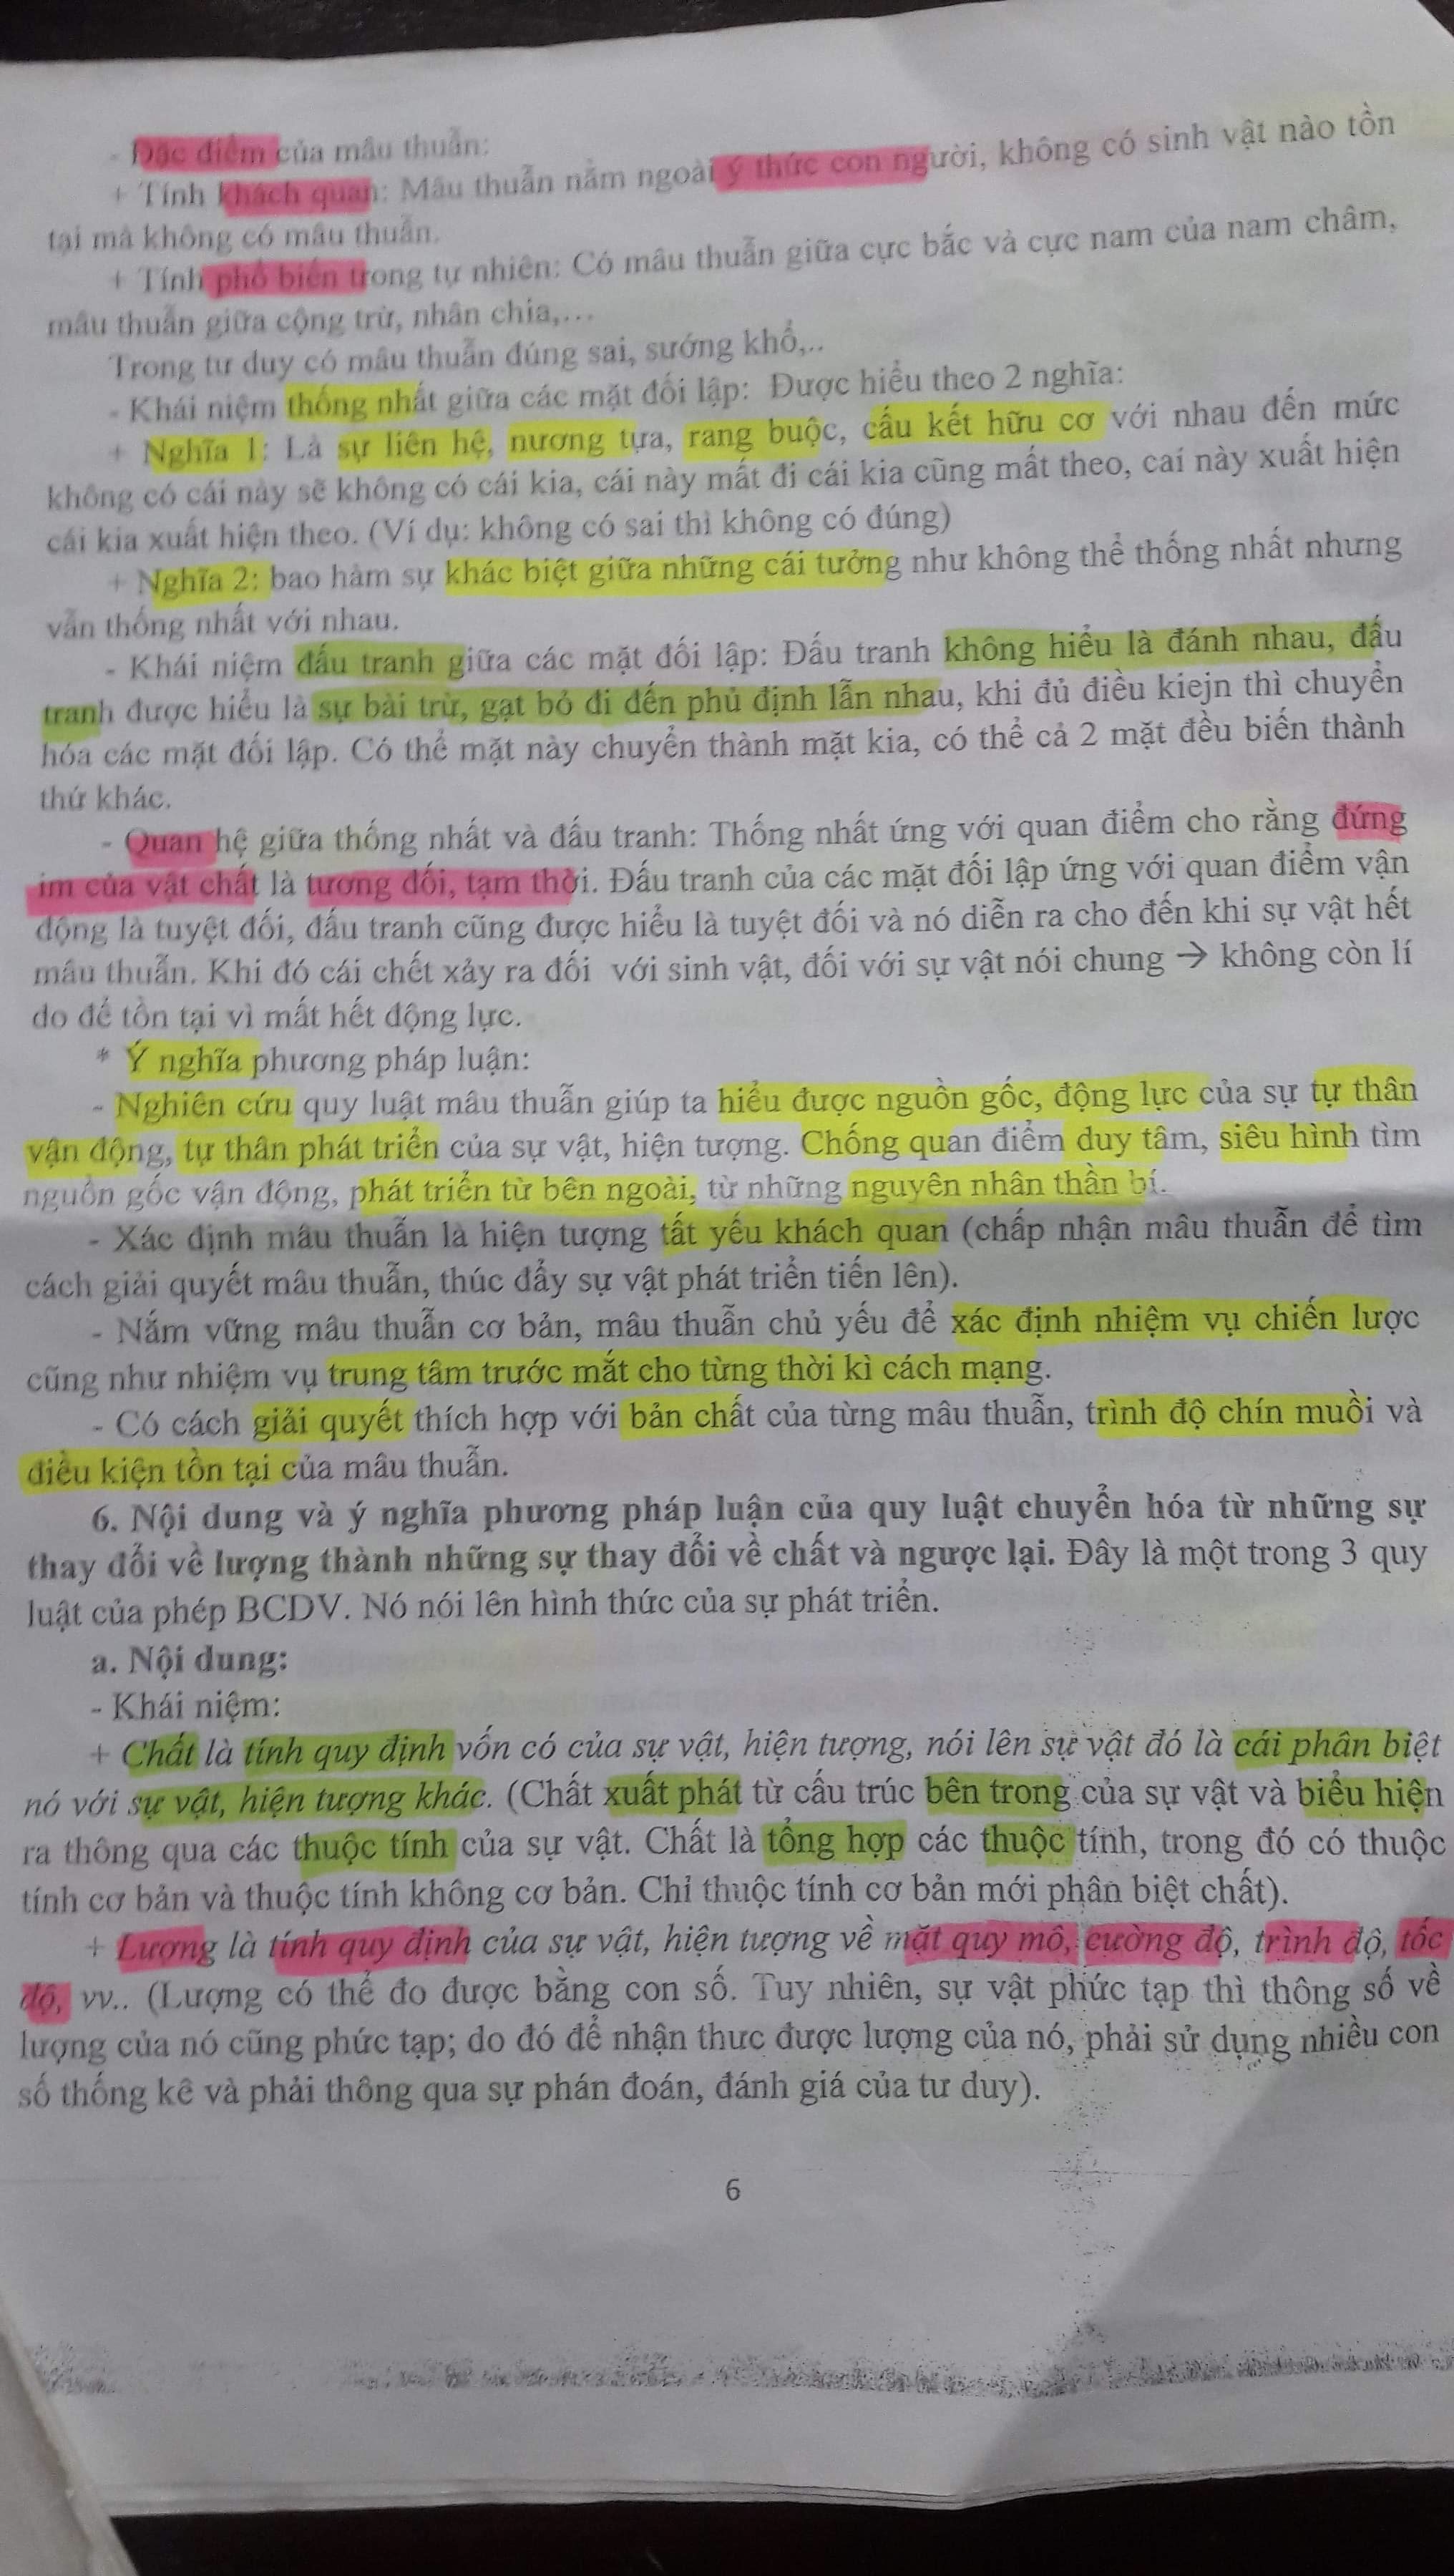 - Đặc điểm của mâu thuẫn:
+ Tính khách quan: Mâu thuẫn nằm ngoài ý thức con người, không có sinh vật nào tồn
tại mà không có mâu thuẫn.
+ Tính phổ biến trong tự nhiên: Có mâu thuẫn giữa cực bắc và cực nam của nam châm,
mâu thuẫn giữa cộng trừ, nhân chia,...
Trong tư duy có mâu thuẫn đúng sai, sướng khổ,..
- Khái niệm thống nhất giữa các mặt đối lập: Được hiểu theo 2 nghĩa:
+ Nghĩa 1: Là sự liên hệ, nương tựa, rang buộc, cấu kết hữu cơ với nhau đến mức
không có cái này sẽ không có cái kia, cái này mất đi cái kia cũng mất theo, caí này xuất hiện
cái kia xuất hiện theo. (Ví dụ: không có sai thì không có đúng)
+ Nghĩa 2: bao hàm sự khác biệt giữa những cái tưởng như không thể thống nhất nhưng
vẫn thống nhất với nhau.
- Khái niệm đấu tranh giữa các mặt đối lập: Đấu tranh không hiểu là đánh nhau, đấu
tranh được hiểu là sự bài trừ, gạt bỏ đi đến phủ định lẫn nhau, khi đủ điều kiejn thì chuyển
hóa các mặt đối lập. Có thể mặt này chuyển thành mặt kia, có thể cả 2 mặt đều biến thành
thứ khác.
- Quan hệ giữa thống nhất và đấu tranh: Thống nhất ứng với quan điểm cho rằng đứng
im của vật chất là tương đối, tạm thời. Đấu tranh của các mặt đối lập ứng với quan điểm vận
động là tuyệt đối, đấu tranh cũng được hiểu là tuyệt đối và nó diễn ra cho đến khi sự vật hết
mâu thuẫn. Khi đó cái chết xảy ra đối với sinh vật, đối với sự vật nói chung → không còn lí
do để tồn tại vì mất hết động lực.
* Ý nghĩa phương pháp luận:
- Nghiên cứu quy luật mâu thuẫn giúp ta hiểu được nguồn gốc, động lực của sự tự thân
vận động, tự thân phát triển của sự vật, hiện tượng. Chống quan điểm duy tâm, siêu hình tìm
nguồn gốc vận động, phát triển từ bên ngoài, từ những nguyên nhân thần bí.
- Xác định mâu thuẫn là hiện tượng tất yếu khách quan (chấp nhận mâu thuẫn để tìm
cách giải quyết mâu thuẫn, thúc đẩy sự vật phát triển tiến lên).
- Nắm vững mâu thuẫn cơ bản, mâu thuẫn chủ yếu để xác định nhiệm vụ chiến lược
cũng như nhiệm vụ trung tâm trước mắt cho từng thời kì cách mạng.
- Có cách giải quyết thích hợp với bản chất của từng mâu thuẫn, trình độ chín muồi và
điều kiện tồn tại của mâu thuẫn.
6. Nội dung và ý nghĩa phương pháp luận của quy luật chuyển hóa từ những sự
thay đổi về lượng thành những sự thay đổi về chất và ngược lại. Đây là một trong 3 quy
luật của phép BCDV. Nó nói lên hình thức của sự phát triển.
a. Nội dung:
- Khái niệm:
+ Chất là tính quy định vốn có của sự vật, hiện tượng, nói lên sự vật đó là cái phân biệt
nó với sự vật, hiện tượng khác. (Chất xuất phát từ cấu trúc bên trong của sự vật và biểu hiện
ra thông qua các thuộc tính của sự vật. Chất là tổng hợp các thuộc tính, trong đó có thuộc
tính cơ bản và thuộc tính không cơ bản. Chỉ thuộc tính cơ bản mới phân biệt chất).
+ Lượng là tính quy định của sự vật, hiện tượng về mặt quy mô, cường độ, trình độ, tốc
độ, vv.. (Lượng có thể đo được bằng con số. Tuy nhiên, sự vật phức tạp thì thông số về
lượng của nó cũng phức tạp; do đó để nhận thưc được lượng của nó, phải sử dụng nhiều con
số thống kê và phải thông qua sự phán đoán, đánh giá của tư duy).
6